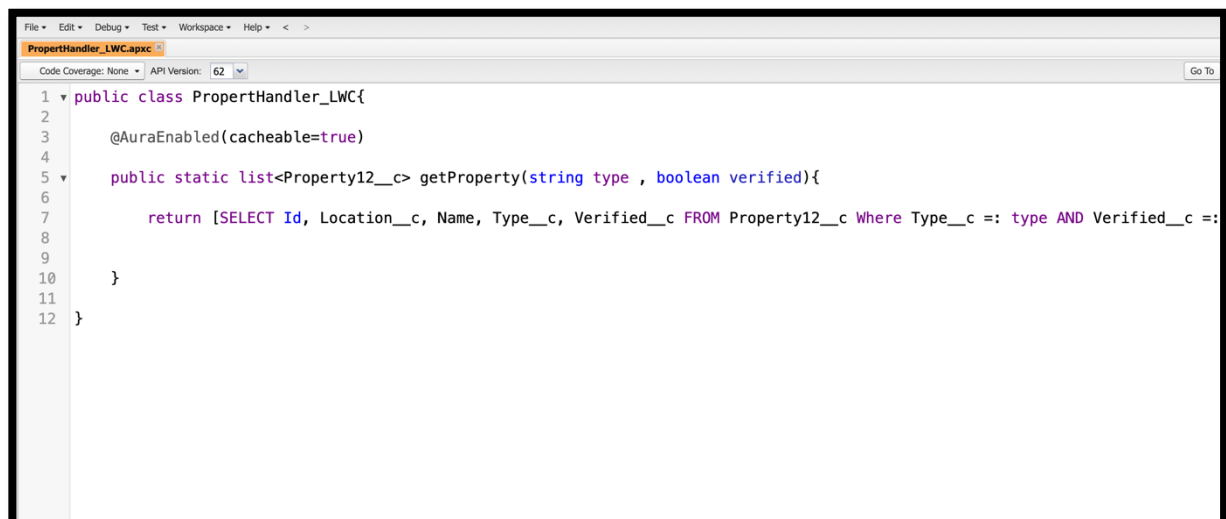 File Edit Debug Test Workspace Help < >
PropertHandler_LWC.apxc
Code Coverage: None API Version: 62 Go To
1 public class PropertHandler_LWC{
2
3 @AuraEnabled(cacheable=true)
4
5 public static list<Property12__c> getProperty(string type , boolean verified){
6
7 return [SELECT Id, Location__c, Name, Type__c, Verified__c FROM Property12__c Where Type__c =: type AND Verified__c =:
8
9
10 }
11
12 }